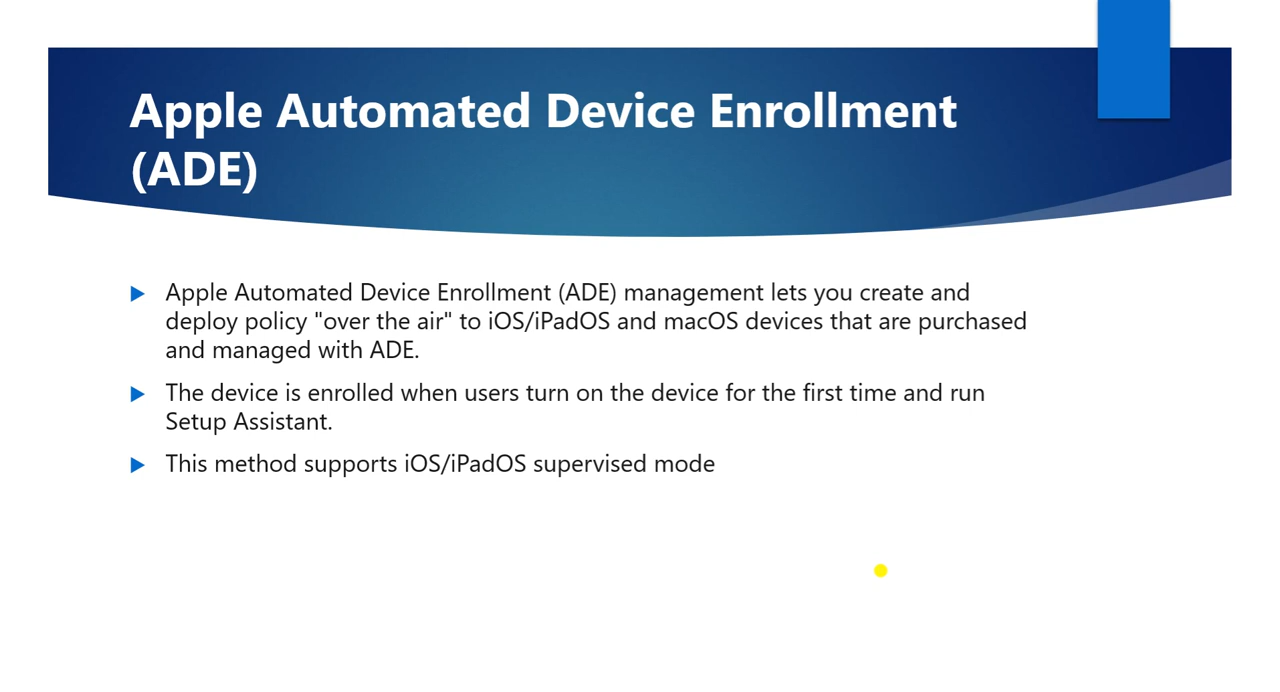 Apple Automated Device Enrollment
(ADE)
Apple Automated Device Enrollment (ADE) management lets you create and
deploy policy "over the air" to iOS/iPadOS and macOS devices that are purchased
and managed with ADE.
The device is enrolled when users turn on the device for the first time and run
Setup Assistant.
This method supports iOS/iPadOS supervised mode